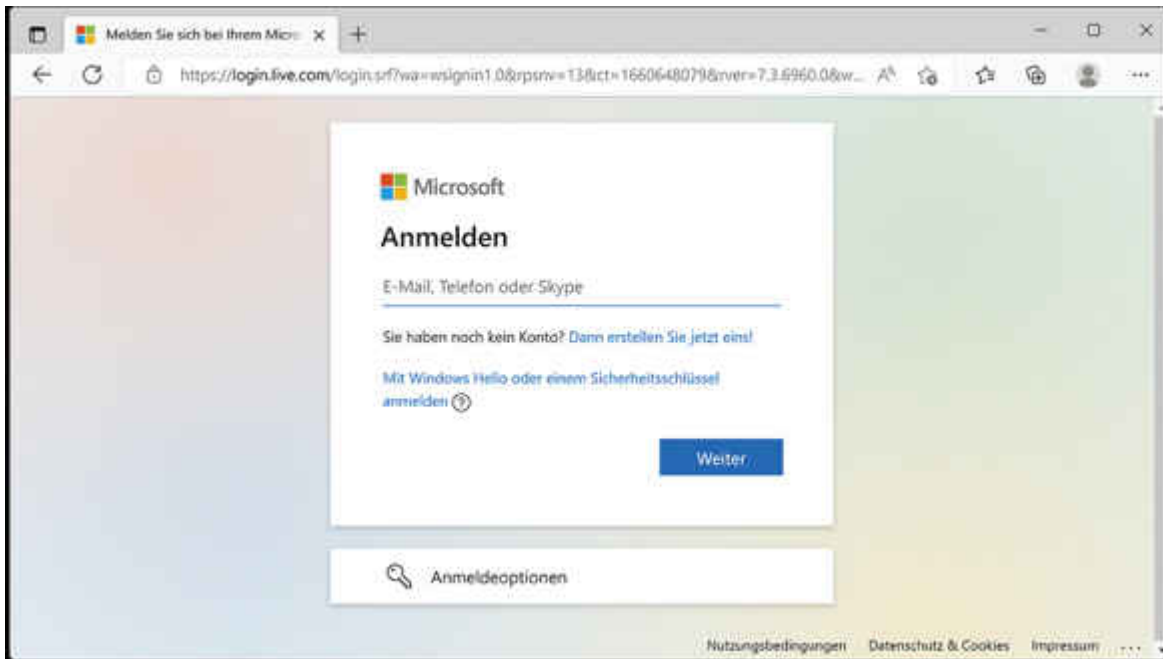 Melden Sie sich bei Ihrem Micro
https://login.live.com/login.srf?wa=wsignin1.0&rpsnv=13&ct=1660648079&rver=7.3.6960.0&w...
Microsoft
Anmelden
E-Mail, Telefon oder Skype
Sie haben noch kein Konto? Dann erstellen Sie jetzt eins!
Mit Windows Hello oder einem Sicherheitsschlüssel
anmelden
Weiter
Anmeldeoptionen
Nutzungsbedingungen Datenschutz & Cookies Impressum ...